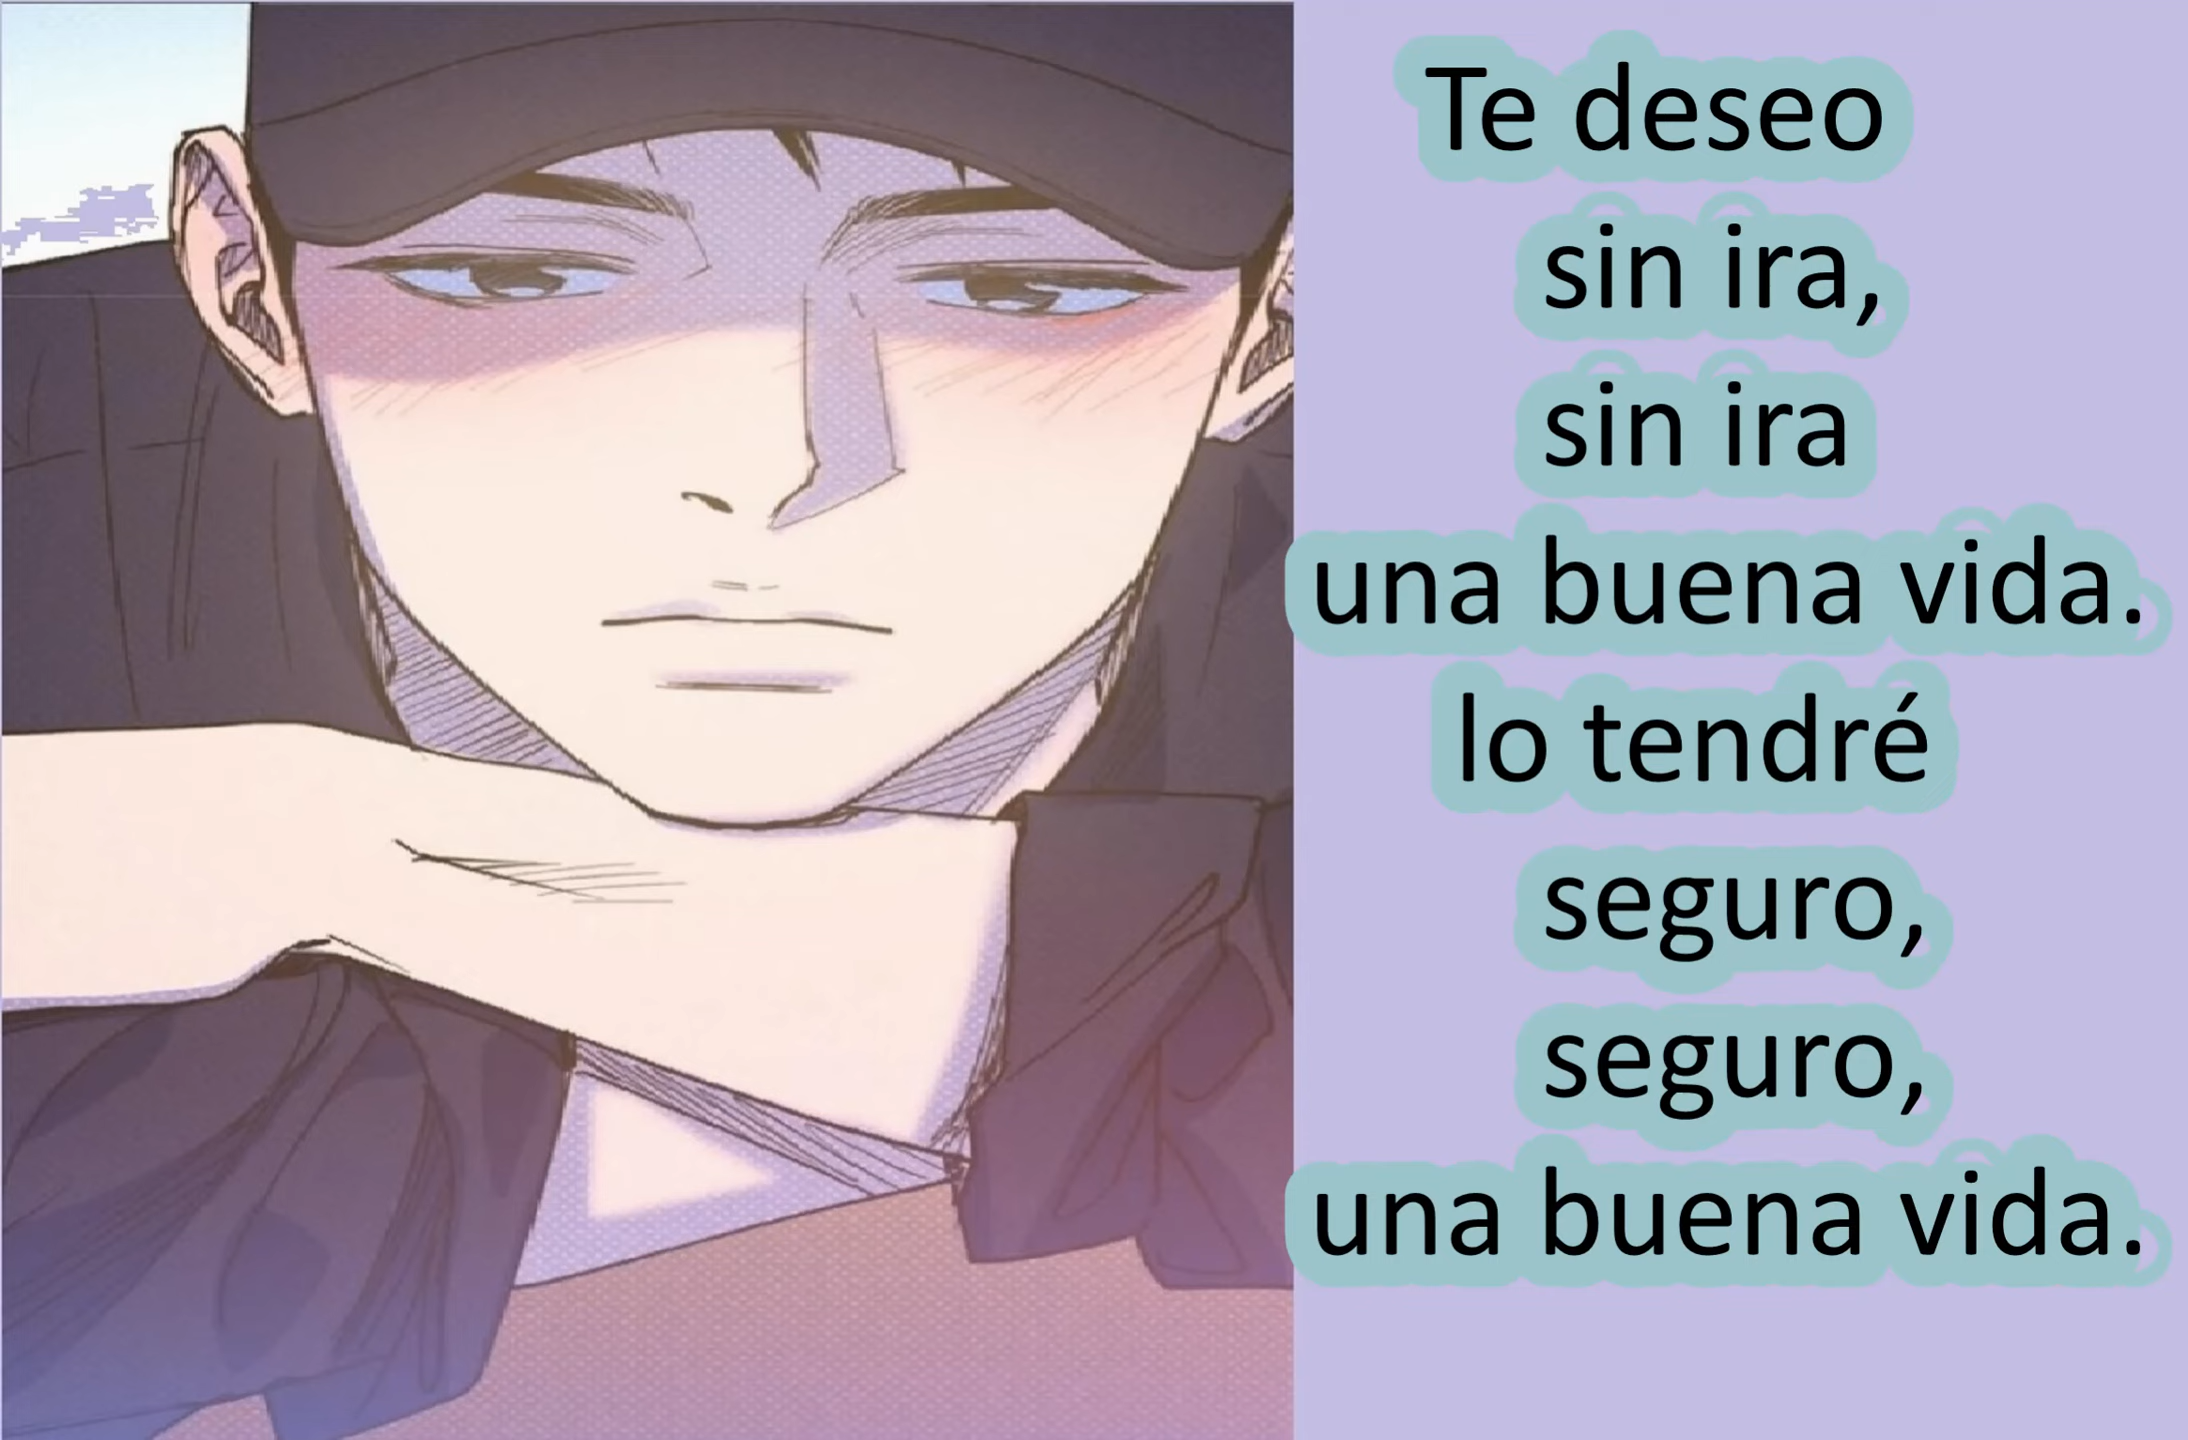 Te deseo
sin ira,
sin ira
una buena vida.
lo tendré
seguro,
seguro,
una buena vida.